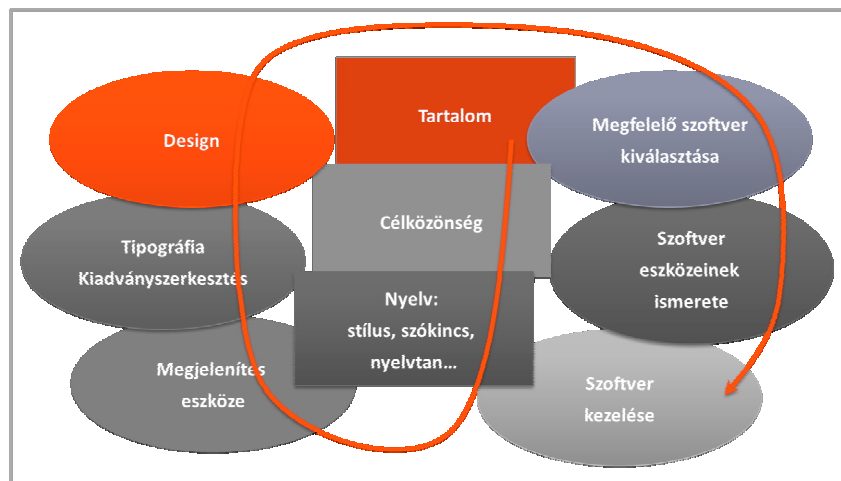 Design
Tartalom
Megfelelő szoftver
kiválasztása
Tipográfia
Kiadványszerkesztés
Célközönség
Szoftver
eszközeinek
ismerete
Megjelenítés
eszköze
Nyelv:
stílus, szókincs,
nyelvtan...
Szoftver
kezelése